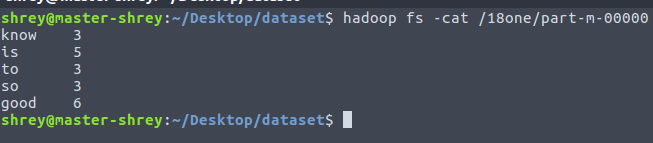 shrey@master-shrey:~/Desktop/dataset$ hadoop fs -cat /18one/part-m-00000
know 3
is 5
to 3
so 3
good 6
shrey@master-shrey:~/Desktop/dataset$